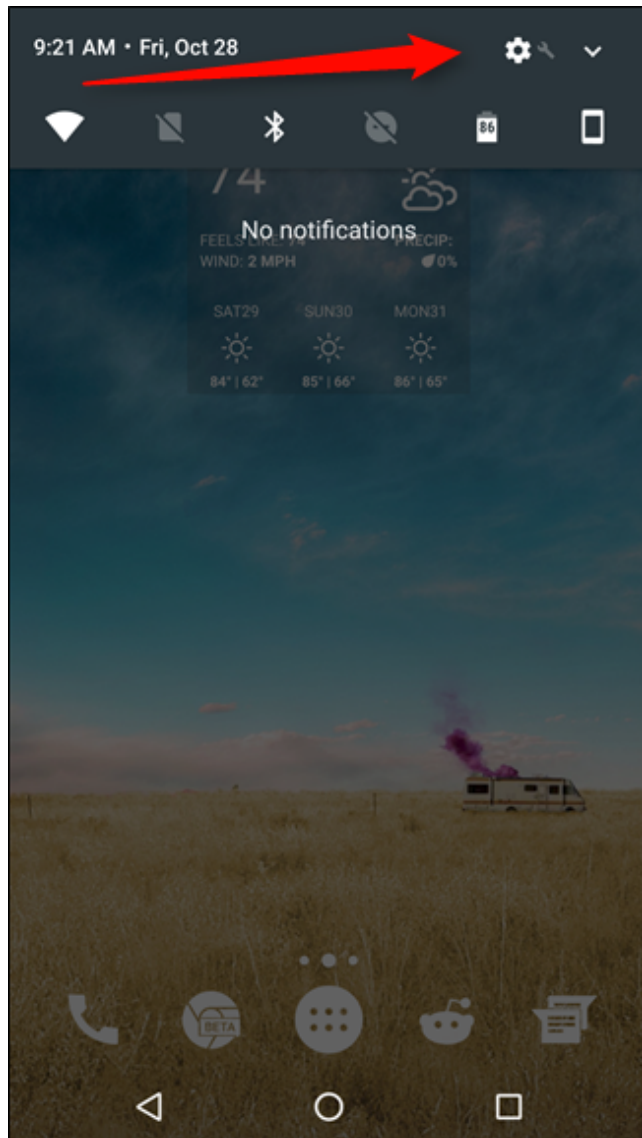 9:21 AM • Fri, Oct 28
86
74
No notifications
FEELS LIKE: 74° PRECIP:
WIND: 2 MPH 0%
SAT29 SUN30 MON31
84° | 62° 85° | 66° 86° | 65°
BETA